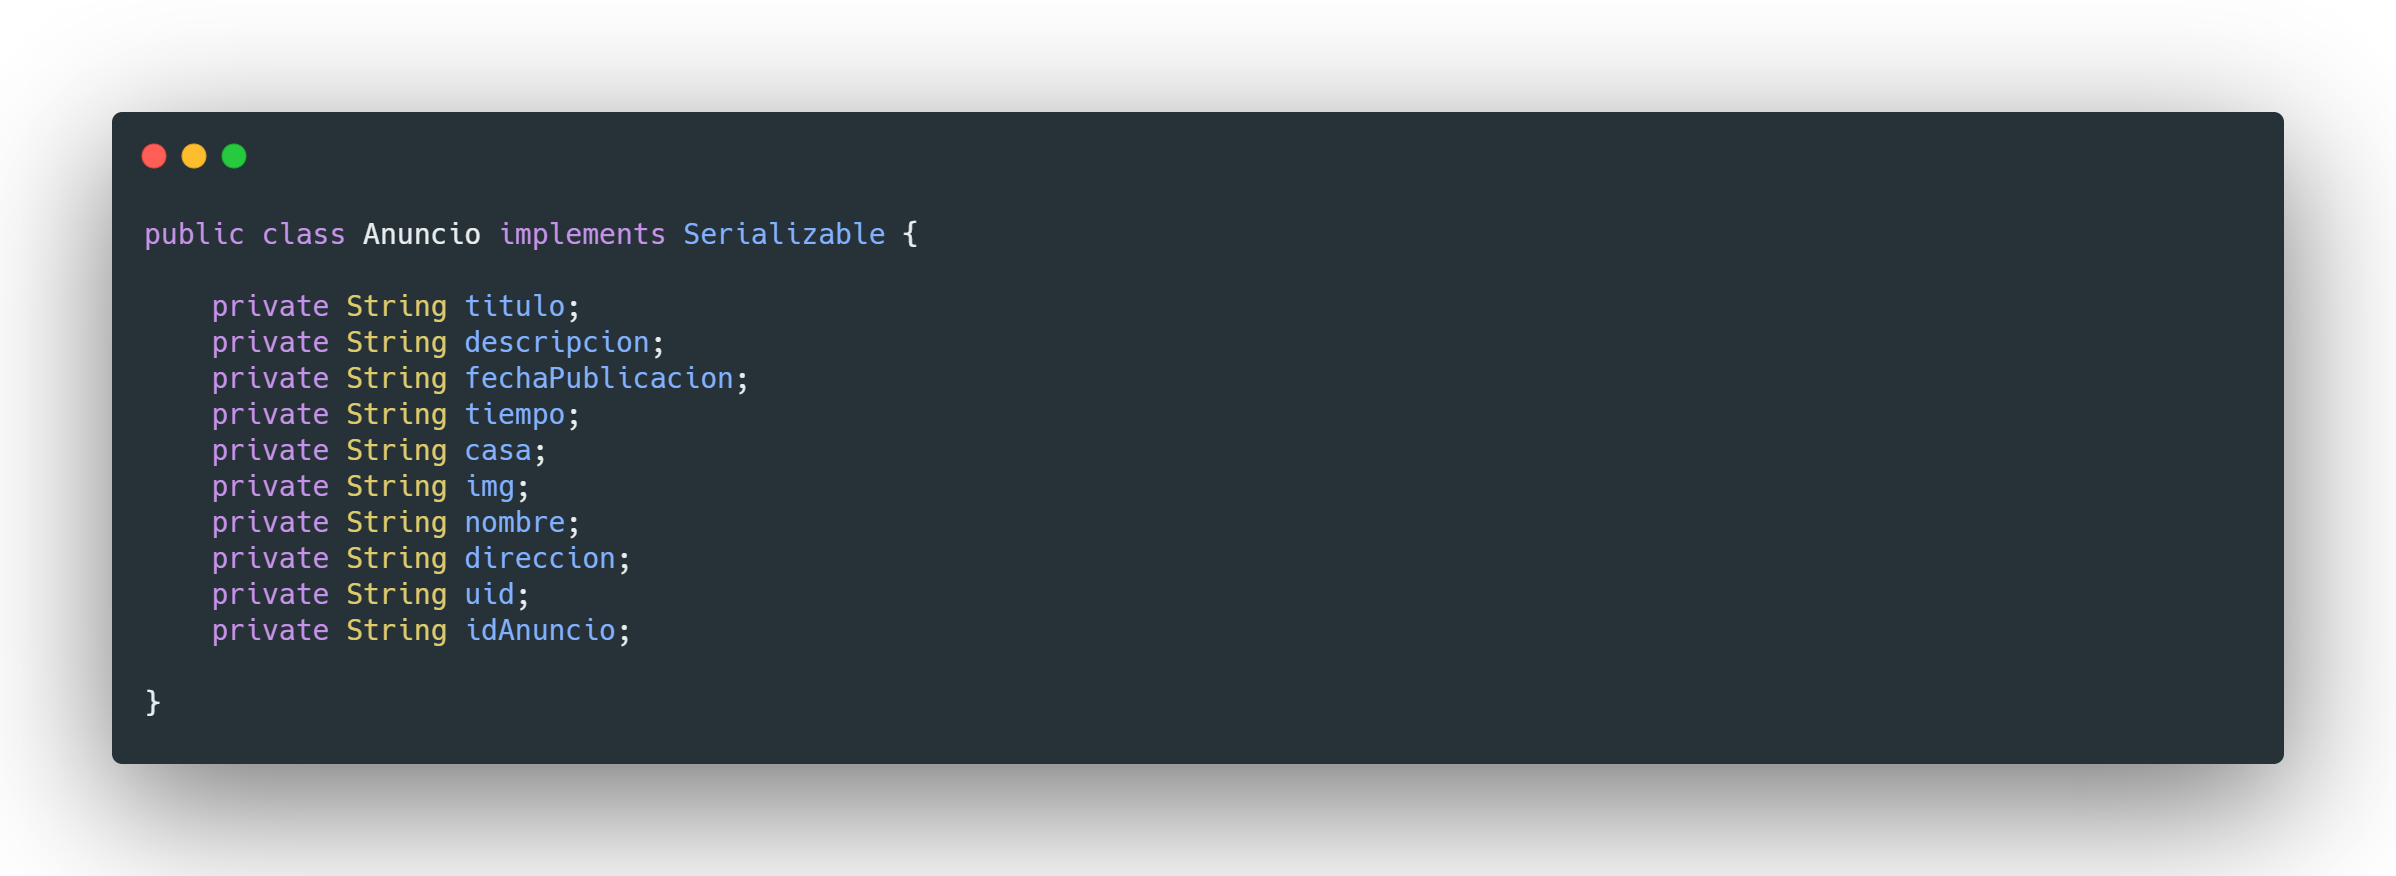 public class Anuncio implements Serializable {
private String titulo;
private String descripcion;
private String fechaPublicacion;
private String tiempo;
private String casa;
private String img;
private String nombre;
private String direccion;
private String uid;
private String idAnuncio;
}